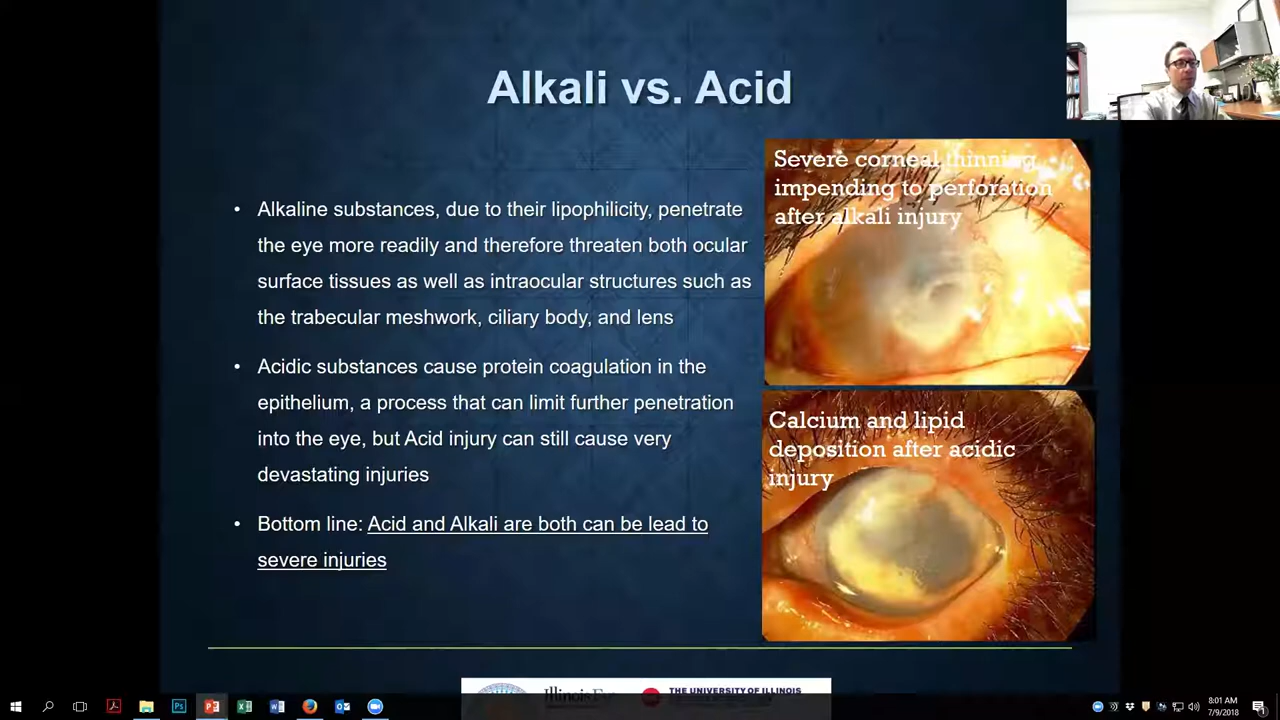 Alkali vs. Acid
• Alkaline substances, due to their lipophilicity, penetrate
the eye more readily and therefore threaten both ocular
surface tissues as well as intraocular structures such as
the trabecular meshwork, ciliary body, and lens
• Acidic substances cause protein coagulation in the
epithelium, a process that can limit further penetration
into the eye, but Acid injury can still cause very
devastating injuries
• Bottom line: Acid and Alkali are both can be lead to
severe injuries
Severe corneal thinning
impending to perforation
after alkali injury
Calcium and lipid
deposition after acidic
injury
THE UNIVERSITY OF ILLINOIS
8:01 AM
7/9/2018